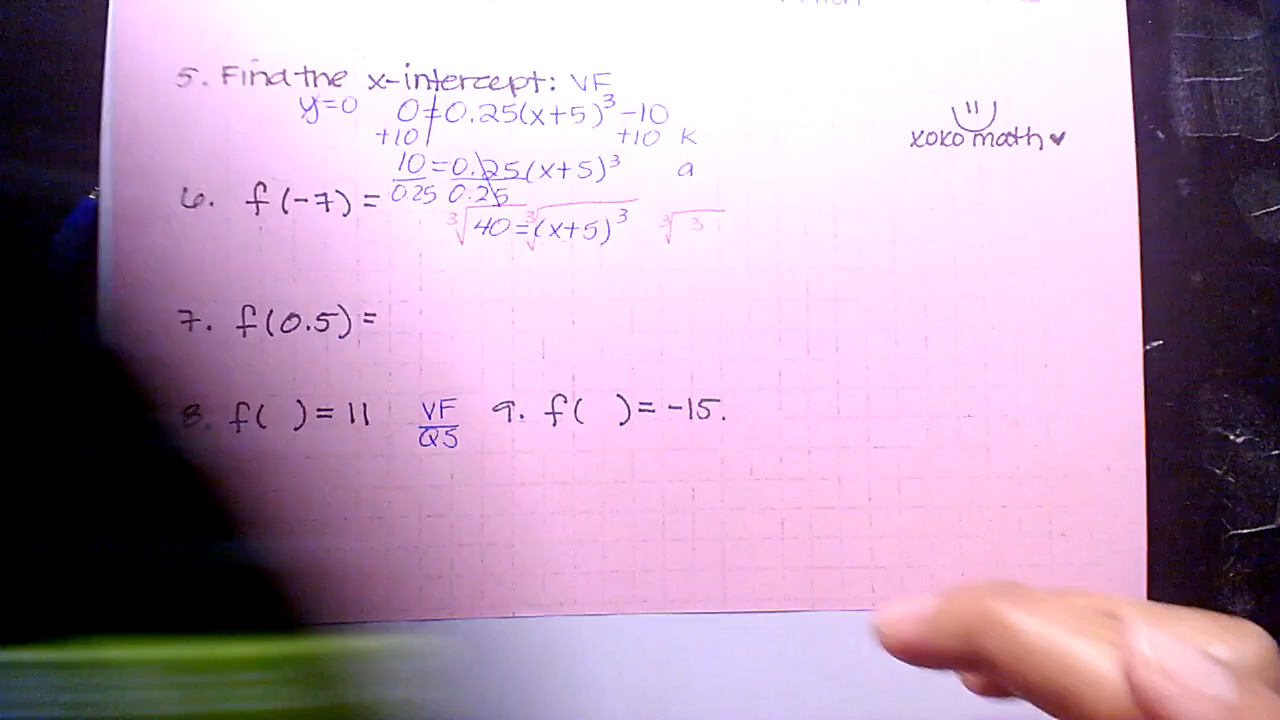 5. Find the x-intercept: VF
y=0 0=0.25(x+5)³-10
+10 +10 K
10=0.25(x+5)³ a
0.25 0.25
6. f(-7)=
∛40=∛(x+5)³ ∛3
7. f(0.5)=
8. f( )=11 VF
QS
9. f( )=-15.
xoxo math ♥